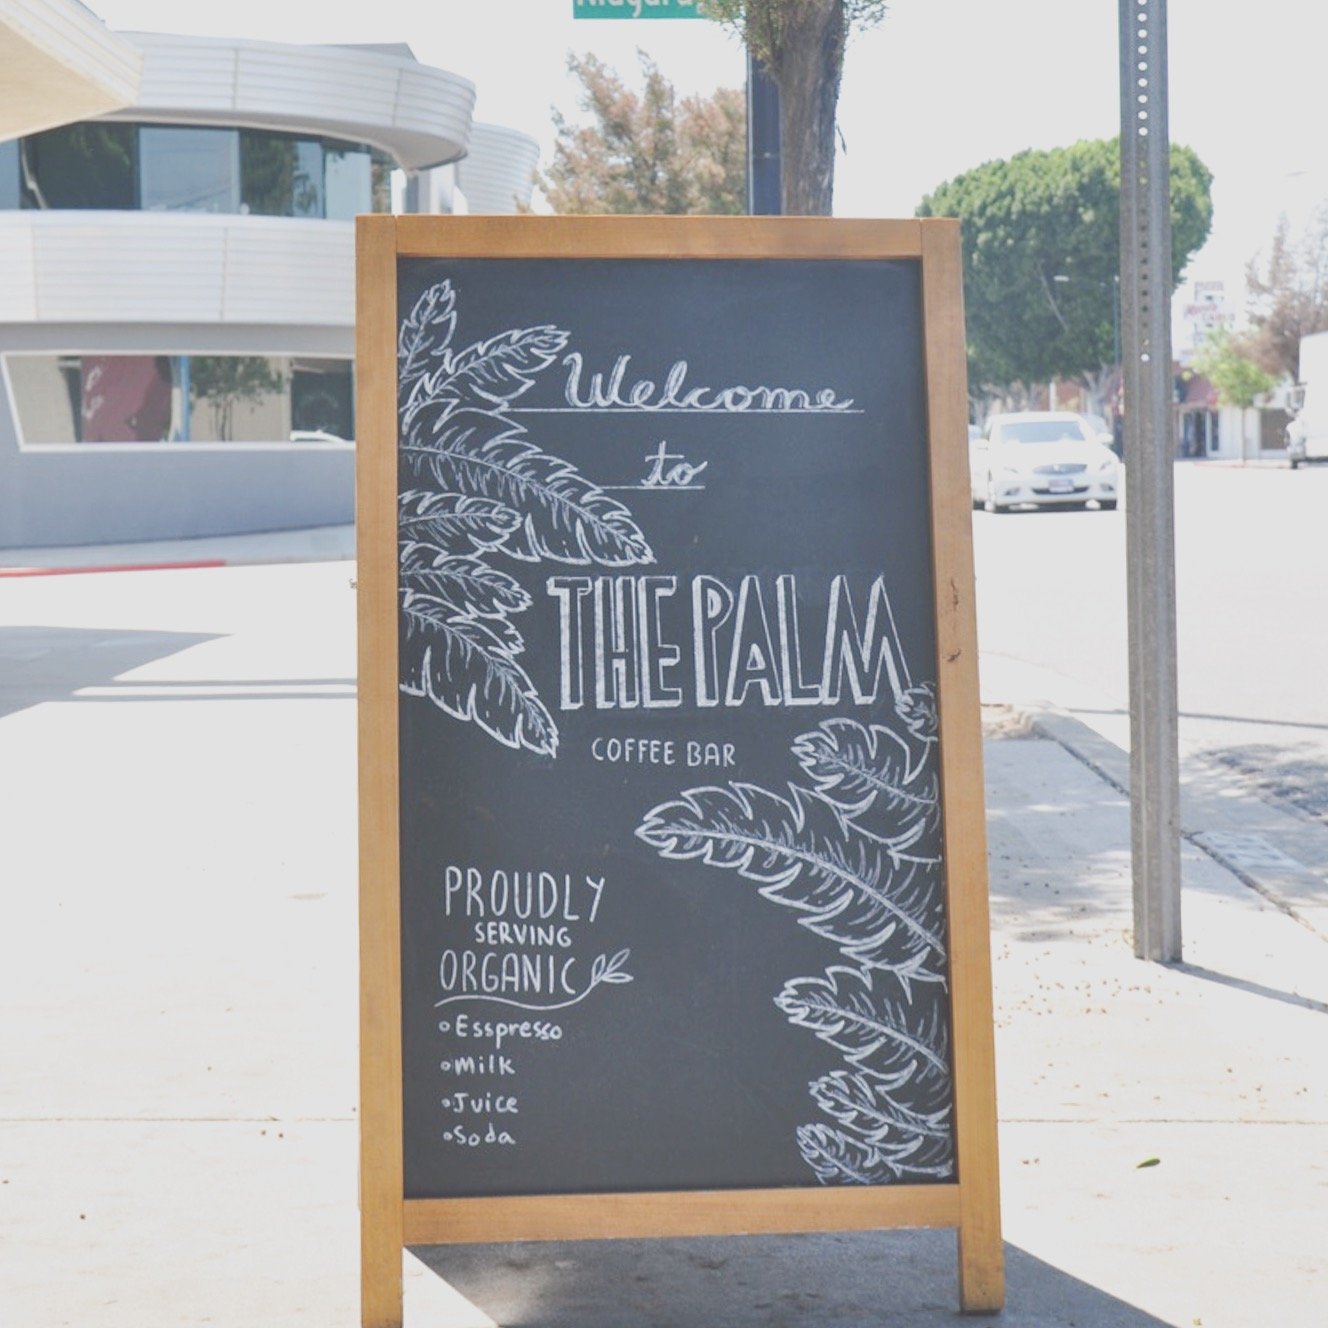 Welcome
to
THE PALM
COFFEE BAR
PROUDLY
SERVING
ORGANIC
Esspresso
Milk
Juice
Soda